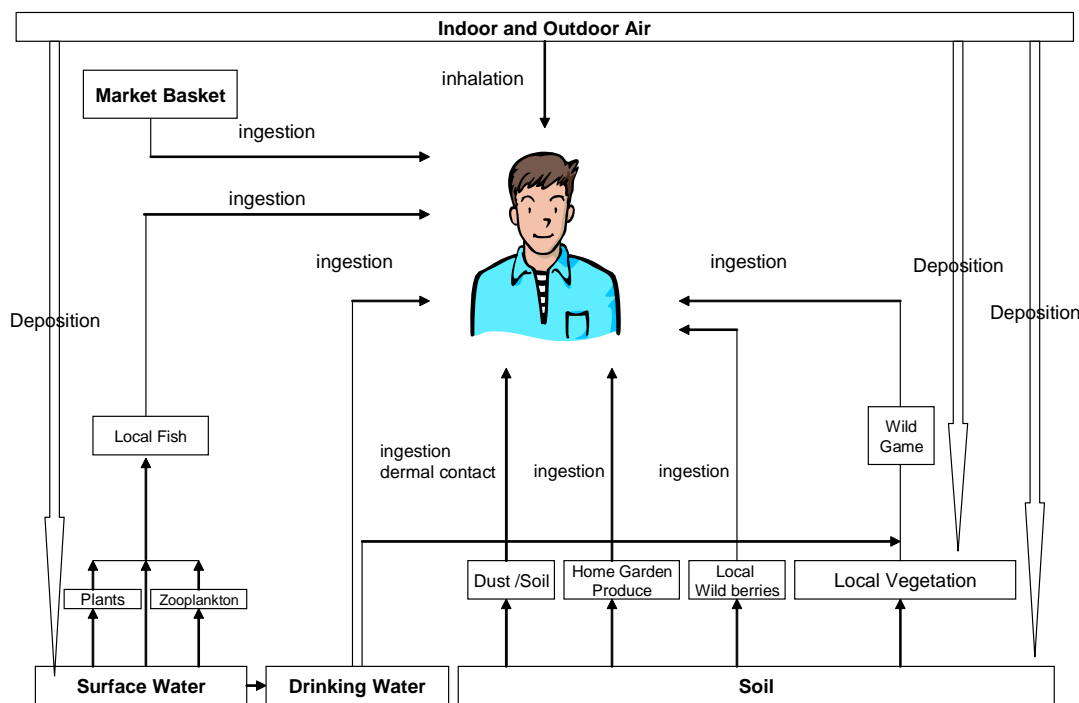 Indoor and Outdoor Air
inhalation
Market Basket
ingestion
ingestion
ingestion
ingestion
Deposition
Deposition
Deposition
Local Fish
Wild
Game
ingestion
dermal contact
ingestion
ingestion
Plants
Zooplankton
Dust /Soil
Home Garden
Produce
Local
Wild berries
Local Vegetation
Surface Water
Drinking Water
Soil